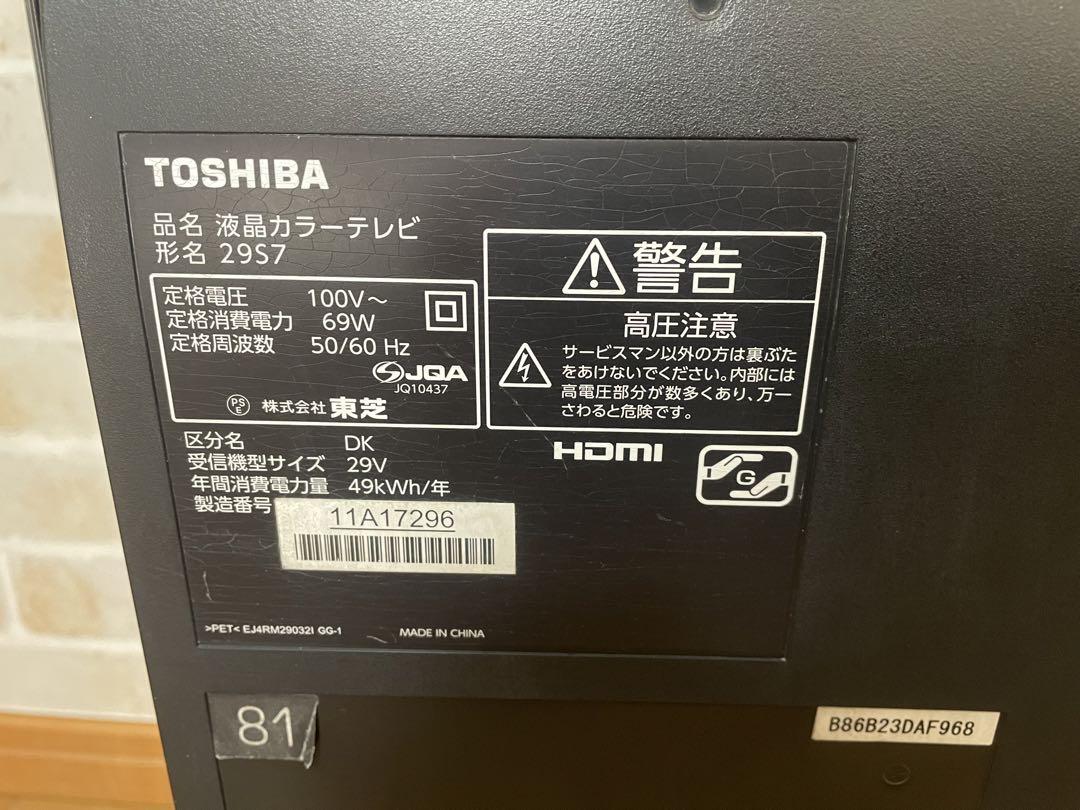 TOSHIBA
品名 液晶カラーテレビ
形名 29S7
定格電圧 100V～
定格消費電力 69W
定格周波数 50/60 Hz
JQA
JQ10437
PSE 株式会社 東芝
区分名 DK
受信機型サイズ 29V
年間消費電力量 49kWh/年
製造番号
11A17296
>PET< EJ4RM29032I GG-1 MADE IN CHINA
警告
高圧注意
サービスマン以外の方は裏ぶた
をあけないでください。内部には
高電圧部分が数多くあり、万一
さわると危険です。
HDMI
G
81
B86B23DAF968